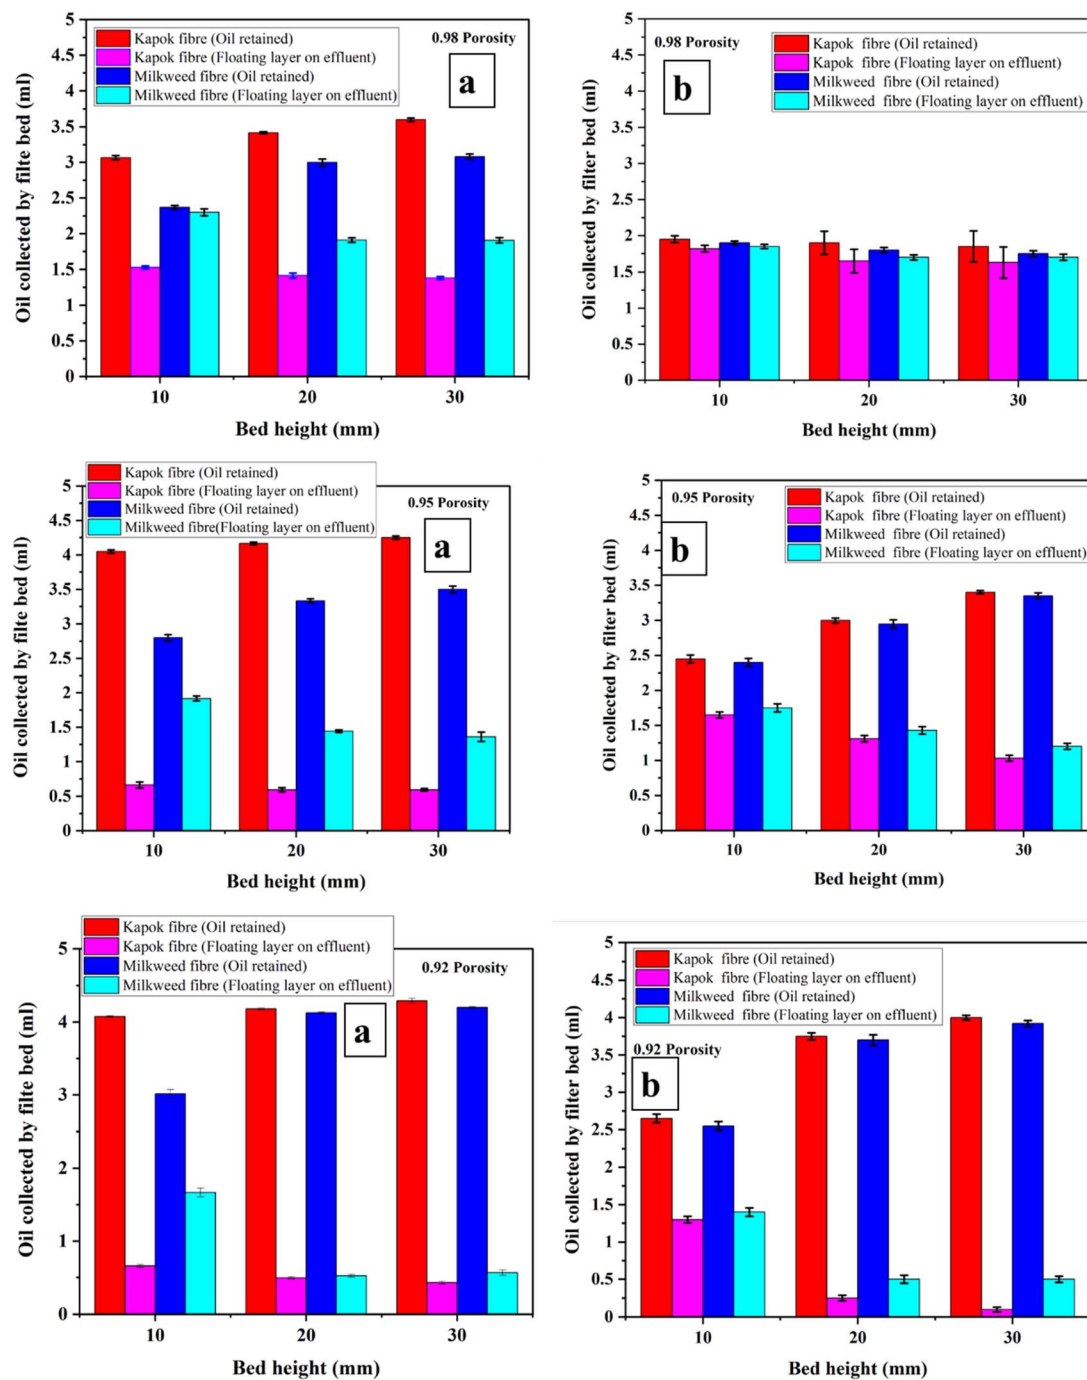 Kapok fibre (Oil retained)
Kapok fibre (Floating layer on effluent)
Milkweed fibre (Oil retained)
Milkweed fibre (Floating layer on effluent)
0.98 Porosity
a
5
4.5
4
3.5
3
2.5
2
1.5
1
0.5
0
10
20
30
Oil collected by filte bed (ml)
Bed height (mm)
0.98 Porosity
b
Kapok fibre (Oil retained)
Kapok fibre (Floating layer on effluent)
Milkweed fibre (Oil retained)
Milkweed fibre (Floating layer on effluent)
5
4.5
4
3.5
3
2.5
2
1.5
1
0.5
0
10
20
30
Oil collected by filter bed (ml)
Bed height (mm)
Kapok fibre (Oil retained)
Kapok fibre (Floating layer on effluent)
Milkweed fibre (Oil retained)
Milkweed fibre(Floating layer on effluent)
0.95 Porosity
a
5
4.5
4
3.5
3
2.5
2
1.5
1
0.5
0
10
20
30
Oil collected by filte bed (ml)
Bed height (mm)
0.95 Porosity
b
Kapok fibre (Oil retained)
Kapok fibre (Floating layer on effluent)
Milkweed fibre (Oil retained)
Milkweed fibre (Floating layer on effluent)
5
4.5
4
3.5
3
2.5
2
1.5
1
0.5
0
10
20
30
Oil collected by filter bed (ml)
Bed height (mm)
Kapok fibre (Oil retained)
Kapok fibre (Floating layer on effluent)
Milkweed fibre (Oil retained)
Milkweed fibre (Floating layer on effluent)
0.92 Porosity
a
5
4
3
2
1
0
10
20
30
Oil collected by filte bed (ml)
Bed height (mm)
Kapok fibre (Oil retained)
Kapok fibre (Floating layer on effluent)
Milkweed fibre (Oil retained)
Milkweed fibre (Floating layer on effluent)
0.92 Porosity
b
5
4.5
4
3.5
3
2.5
2
1.5
1
0.5
0
10
20
30
Oil collected by filter bed (ml)
Bed height (mm)